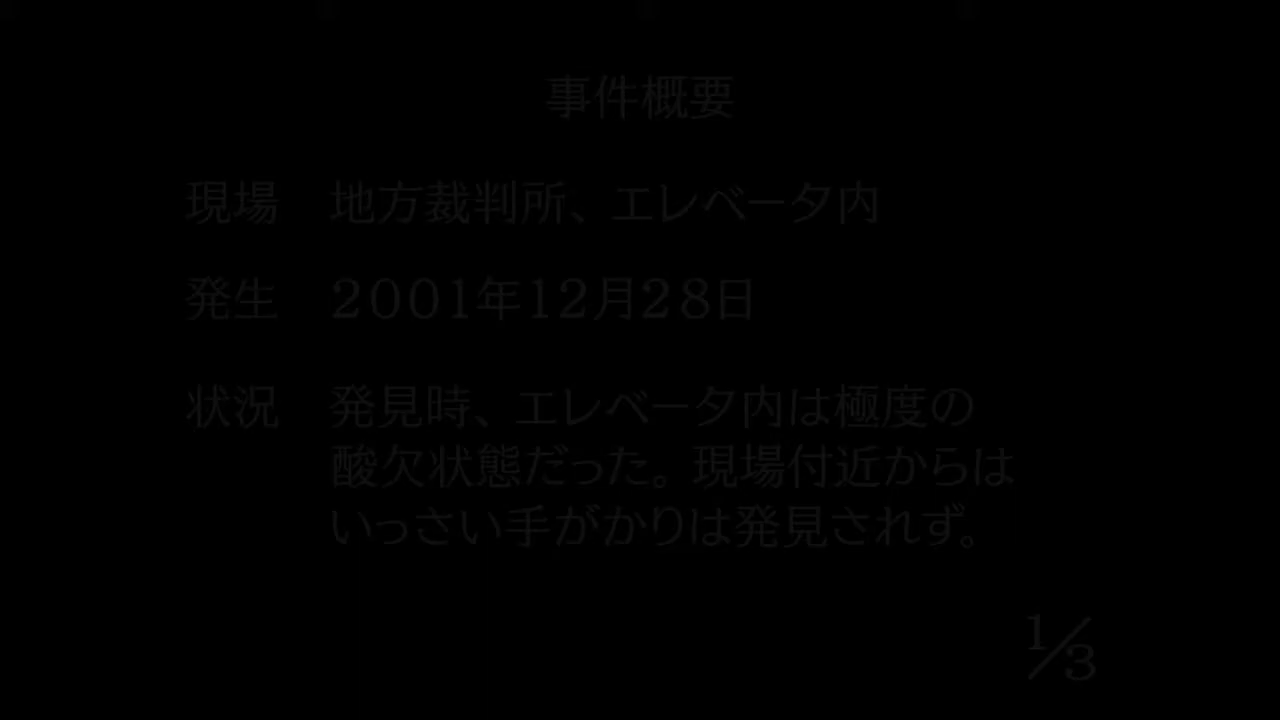 事件概要
現場　地方裁判所、エレベータ内
発生　２００１年１２月２８日
状況　発見時、エレベータ内は極度の
酸欠状態だった。現場付近からは
いっさい手がかりは発見されず。
1/3